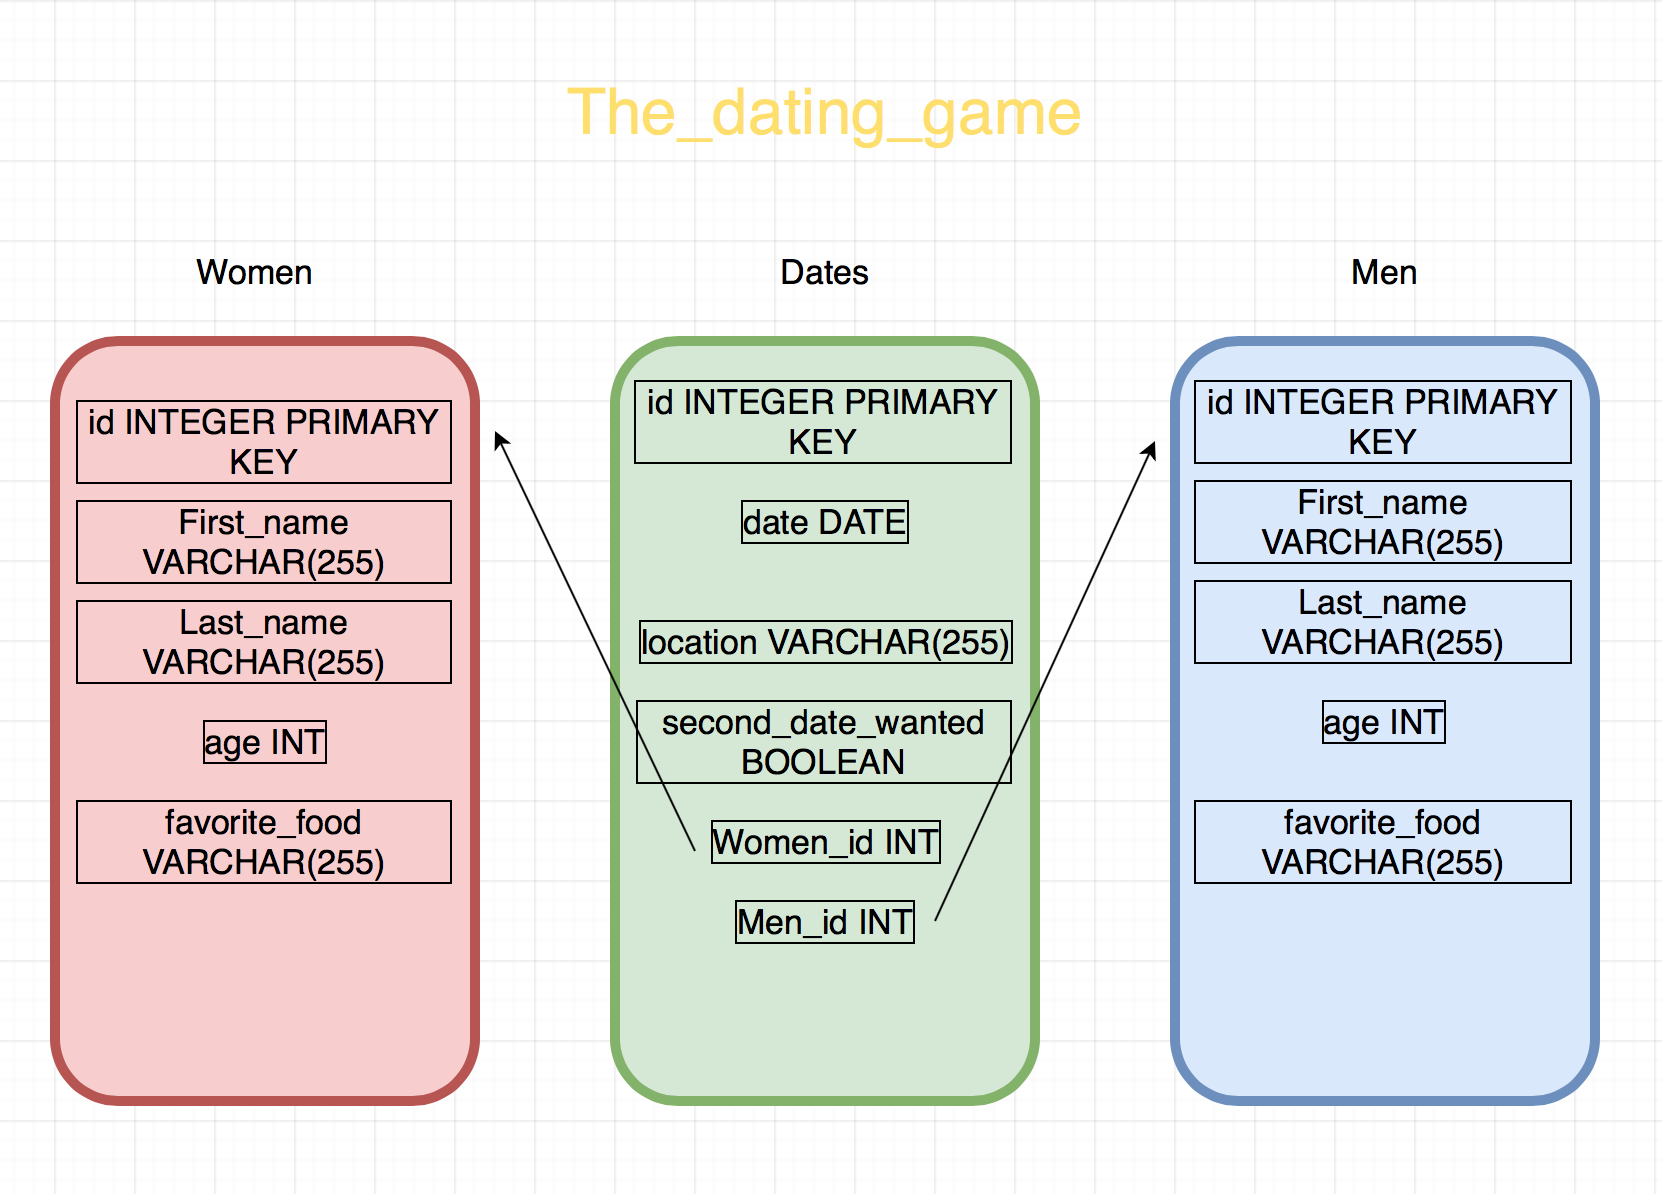 The_dating_game
Women
id INTEGER PRIMARY
KEY
First_name
VARCHAR(255)
Last_name
VARCHAR(255)
age INT
favorite_food
VARCHAR(255)
Dates
id INTEGER PRIMARY
KEY
date DATE
location VARCHAR(255)
second_date_wanted
BOOLEAN
Women_id INT
Men_id INT
Men
id INTEGER PRIMARY
KEY
First_name
VARCHAR(255)
Last_name
VARCHAR(255)
age INT
favorite_food
VARCHAR(255)